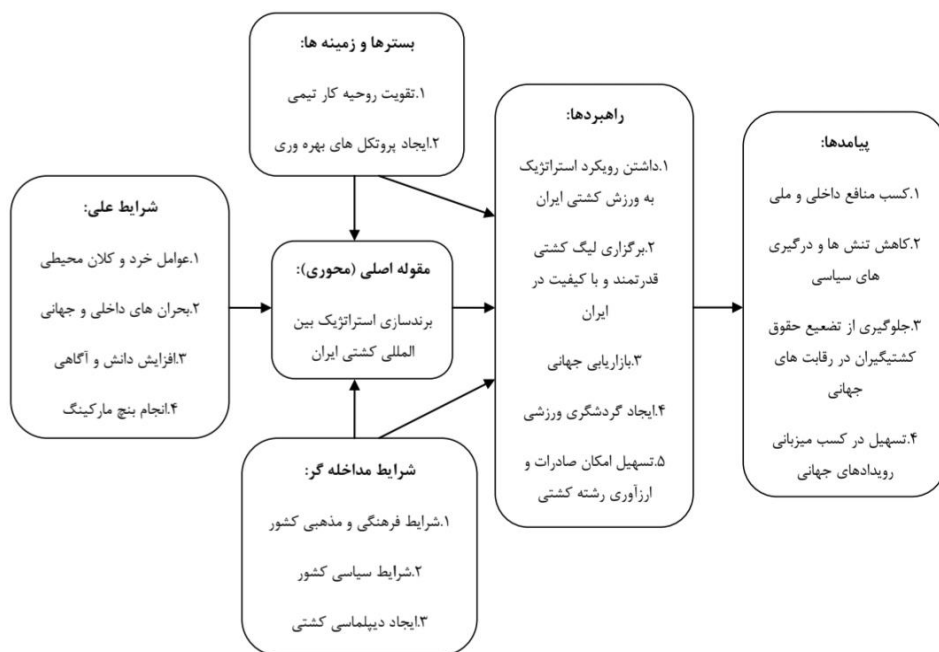 بسترها و زمینه ها:
۱.تقویت روحیه کار تیمی
۲.ایجاد پروتکل های بهره وری
راهبردها:
۱.داشتن رویکرد استراتژیک
به ورزش کشتی ایران
۲.برگزاری لیگ کشتی
قدرتمند و با کیفیت در
ایران
۳.بازاریابی جهانی
۴.ایجاد گردشگری ورزشی
۵.تسهیل امکان صادرات و
ارزآوری رشته کشتی
پیامدها:
۱.کسب منافع داخلی و ملی
۲.کاهش تنش ها و درگیری
های سیاسی
۳.جلوگیری از تضعیع حقوق
کشتیگیران در رقابت های
جهانی
۴.تسهیل در کسب میزبانی
رویدادهای جهانی
شرایط علی:
۱.عوامل خرد و کلان محیطی
۲.بحران های داخلی و جهانی
۳.افزایش دانش و آگاهی
۴.انجام بنچ مارکینگ
مقوله اصلی (محوری):
برندسازی استراتژیک بین
المللی کشتی ایران
شرایط مداخله گر:
۱.شرایط فرهنگی و مذهبی کشور
۲.شرایط سیاسی کشور
۳.ایجاد دیپلماسی کشتی